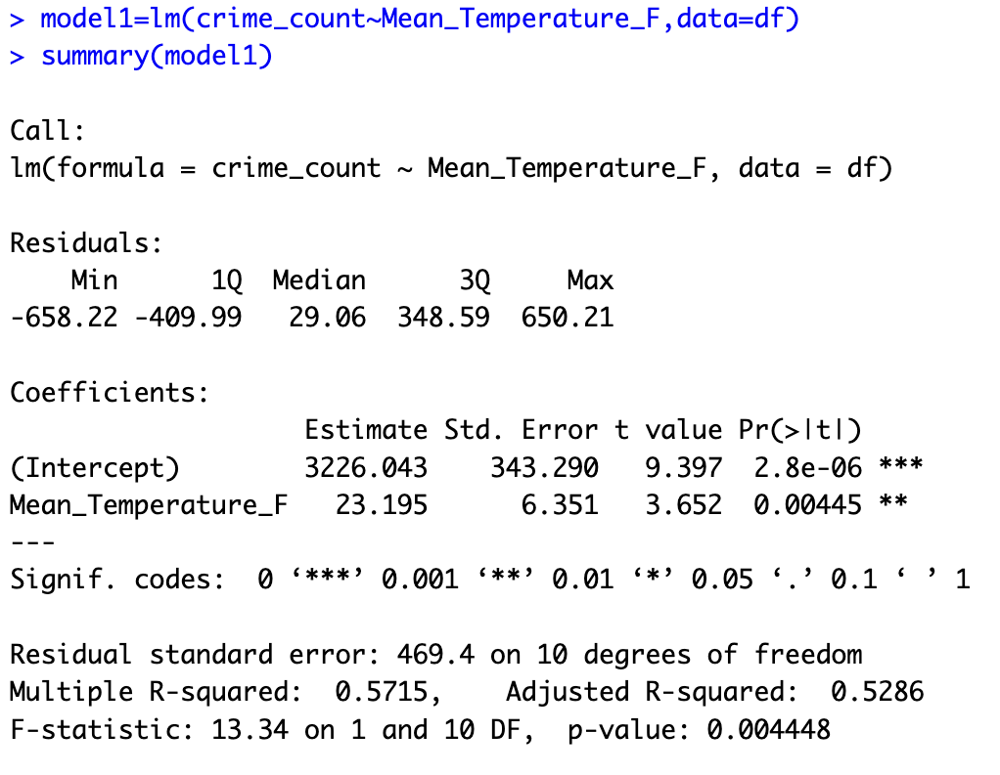 > model1=lm(crime_count~Mean_Temperature_F,data=df)
> summary(model1)
Call:
lm(formula = crime_count ~ Mean_Temperature_F, data = df)
Residuals:
    Min      1Q  Median      3Q     Max
-658.22 -409.99   29.06  348.59  650.21
Coefficients:
                   Estimate Std. Error t value Pr(>|t|)
(Intercept)        3226.043    343.290   9.397  2.8e-06 ***
Mean_Temperature_F   23.195      6.351   3.652  0.00445 **
---
Signif. codes:  0 ‘***’ 0.001 ‘**’ 0.01 ‘*’ 0.05 ‘.’ 0.1 ‘ ’ 1
Residual standard error: 469.4 on 10 degrees of freedom
Multiple R-squared:  0.5715,    Adjusted R-squared:  0.5286
F-statistic: 13.34 on 1 and 10 DF,  p-value: 0.004448